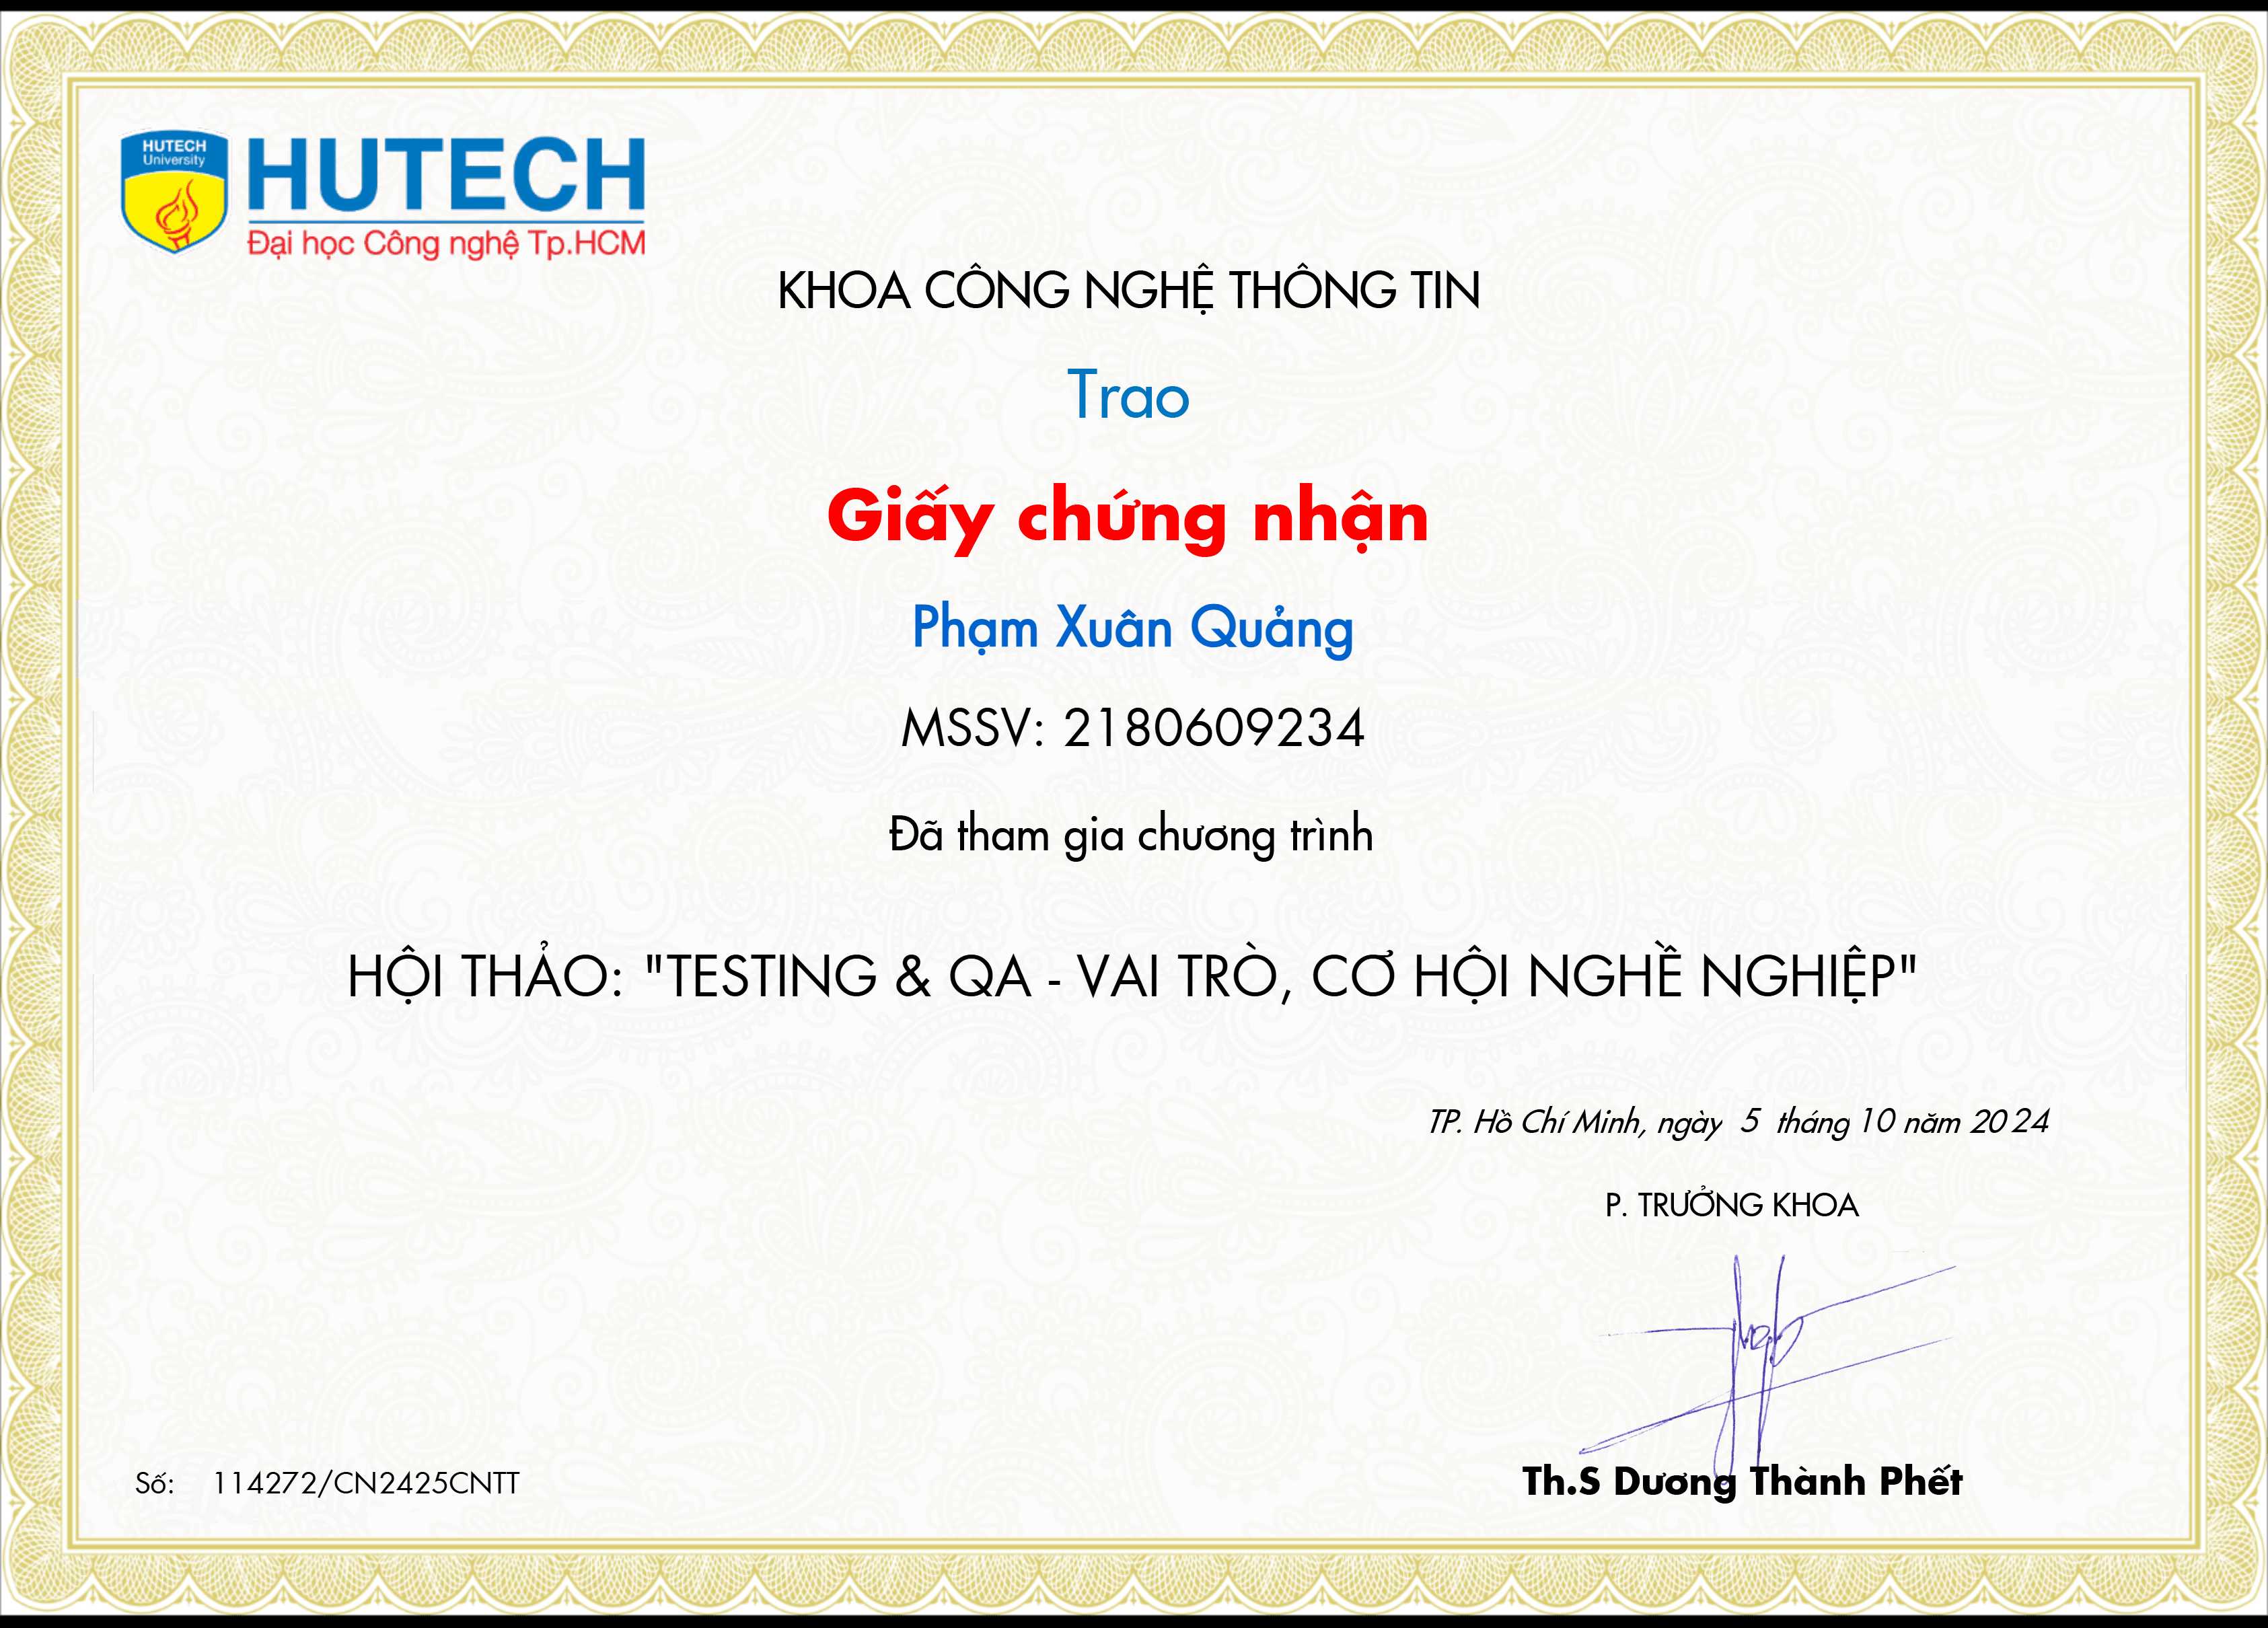 HUTECH
University
HUTECH
Đại học Công nghệ Tp.HCM
KHOA CÔNG NGHỆ THÔNG TIN
Trao
Giấy chứng nhận
Phạm Xuân Quảng
MSSV: 2180609234
Đã tham gia chương trình
HỘI THẢO: "TESTING & QA - VAI TRÒ, CƠ HỘI NGHỀ NGHIỆP"
TP. Hồ Chí Minh, ngày 5 tháng 10 năm 2024
P. TRƯỞNG KHOA
Th.S Dương Thành Phết
Số: 114272/CN2425CNTT